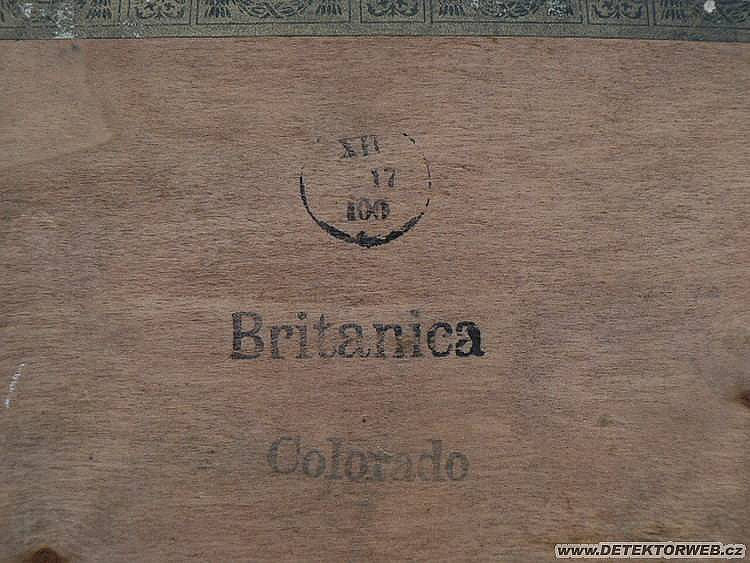 XII
17
100
Britanica
Colorado
www.DETEKTORWEB.cz